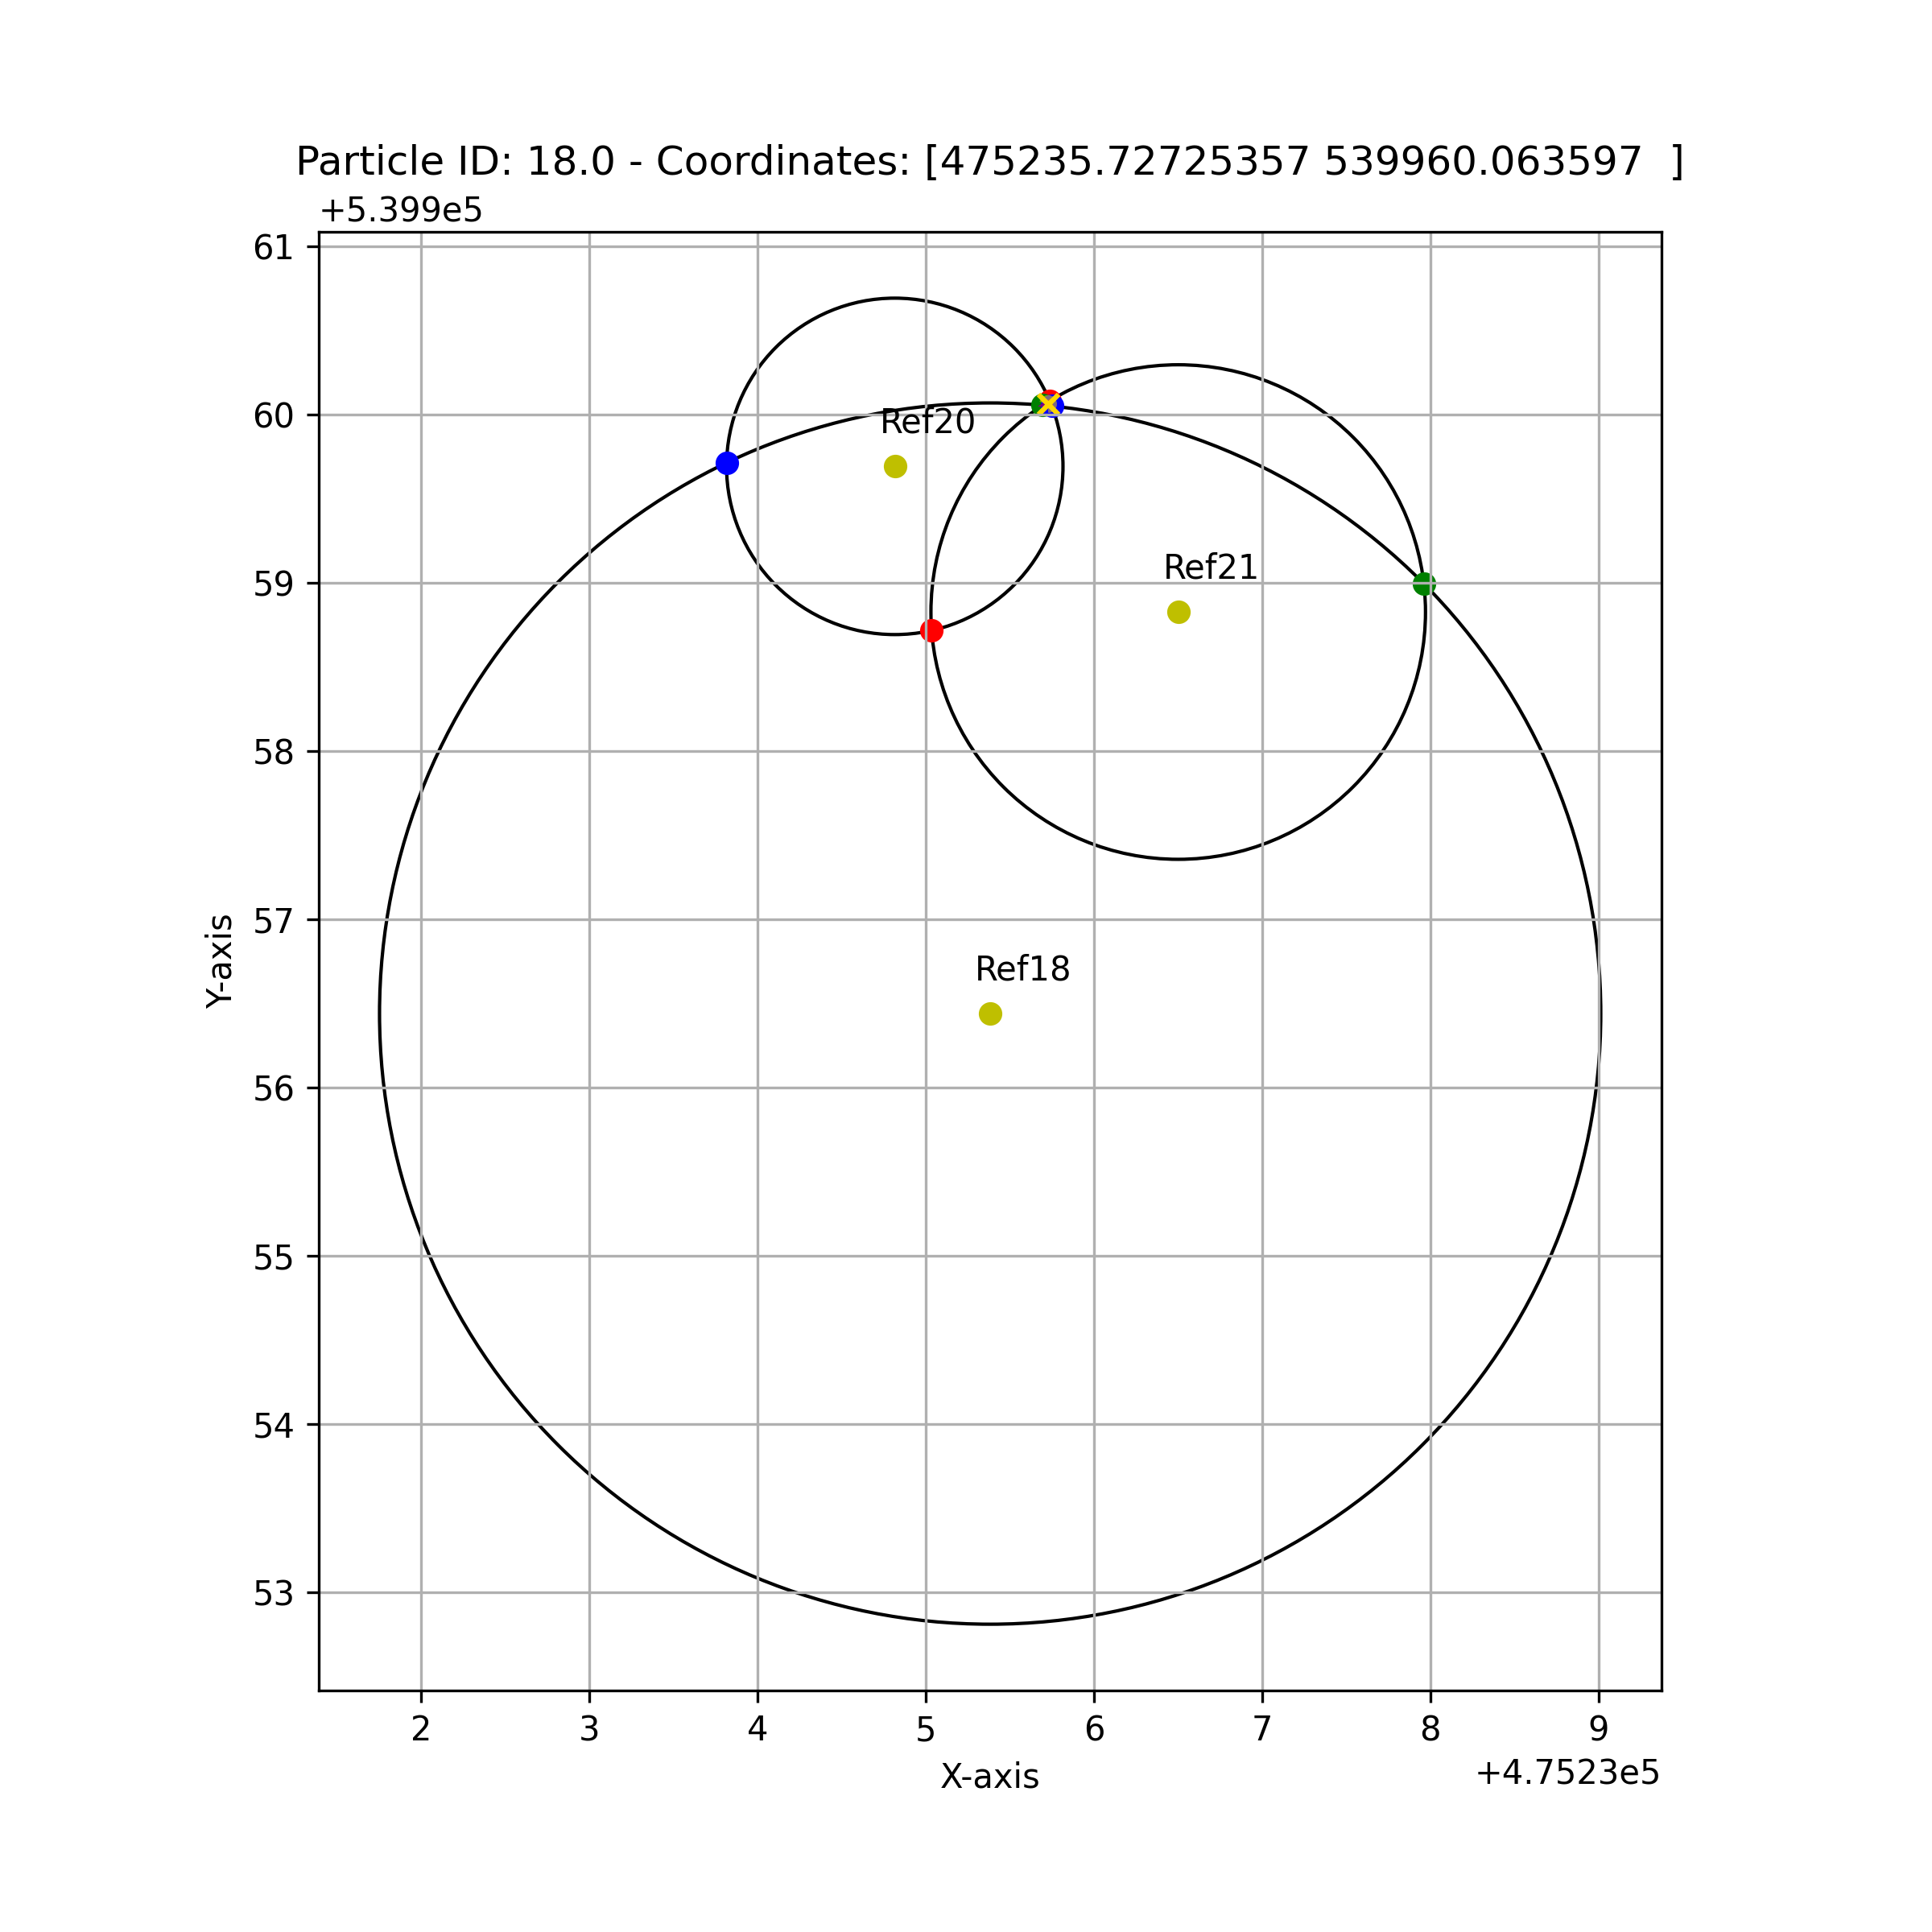 Particle ID: 18.0 - Coordinates: [475235.72725357 539960.063597   ]
+5.399e5
61
60
59
58
57
56
55
54
53
Y-axis
Ref20
Ref21
Ref18
2 3 4 5 6 7 8 9
X-axis
+4.7523e5